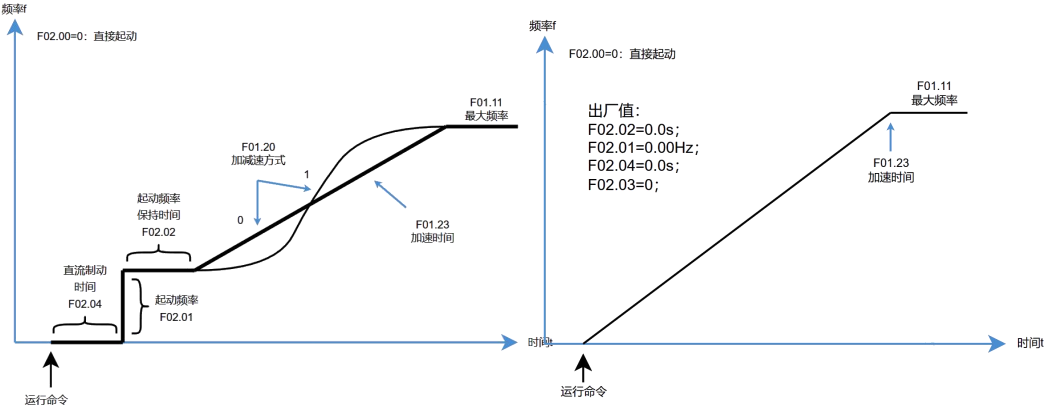 频率f
F02.00=0：直接起动
F01.11
最大频率
F01.20
加减速方式
1
0
起动频率
保持时间
F02.02
F01.23
加速时间
直流制动
时间
F02.04
起动频率
F02.01
时间t
运行命令
频率f
F02.00=0：直接起动
出厂值：
F02.02=0.0s；
F02.01=0.00Hz；
F02.04=0.0s；
F02.03=0；
F01.11
最大频率
F01.23
加速时间
时间t
运行命令